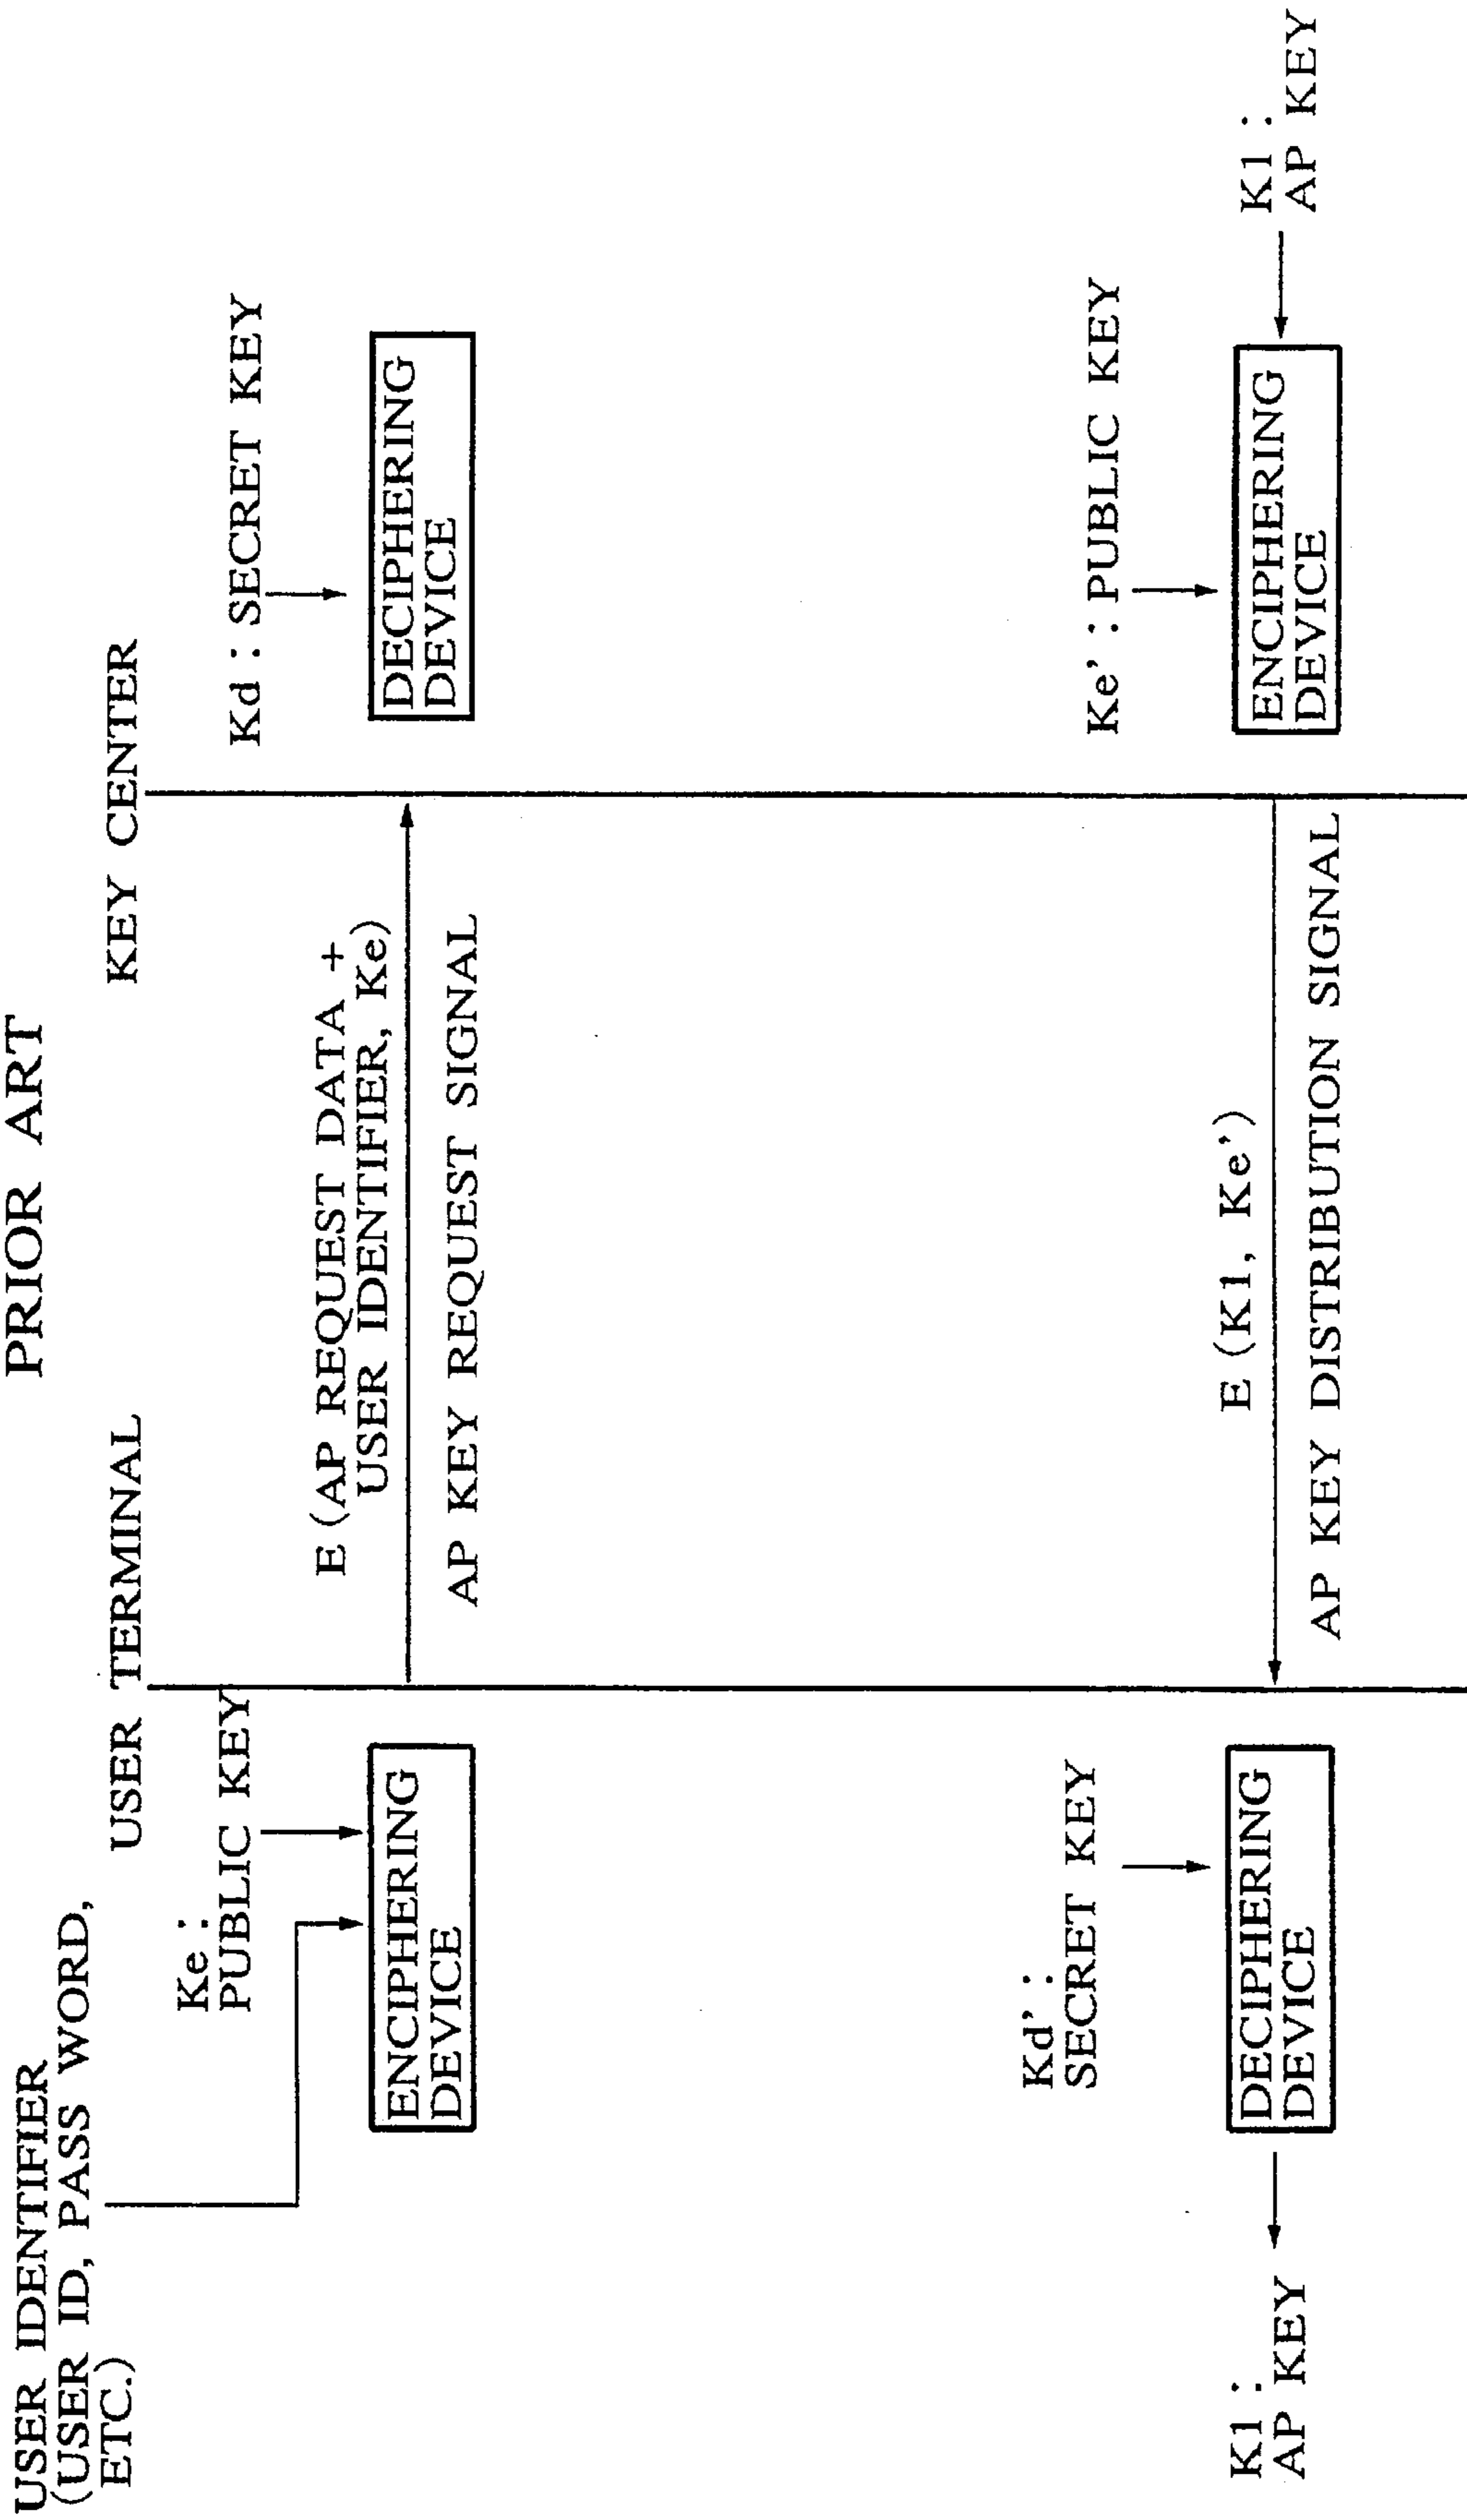 PRIOR ART
USER IDENTIFIER
(USER ID, PASS WORD,
ETC.)
USER TERMINAL
KEY CENTER
Ke :
PUBLIC KEY
E (AP REQUEST DATA +
USER IDENTIFIER, Ke)
Kd : SECRET KEY
ENCIPHERING
DEVICE
AP KEY REQUEST SIGNAL
DECIPHERING
DEVICE
Kd' :
SECRET KEY
Ke' : PUBLIC KEY
K1 :
AP KEY
DECIPHERING
DEVICE
E (K1, Ke')
AP KEY DISTRIBUTION SIGNAL
ENCIPHERING
DEVICE
K1 :
AP KEY